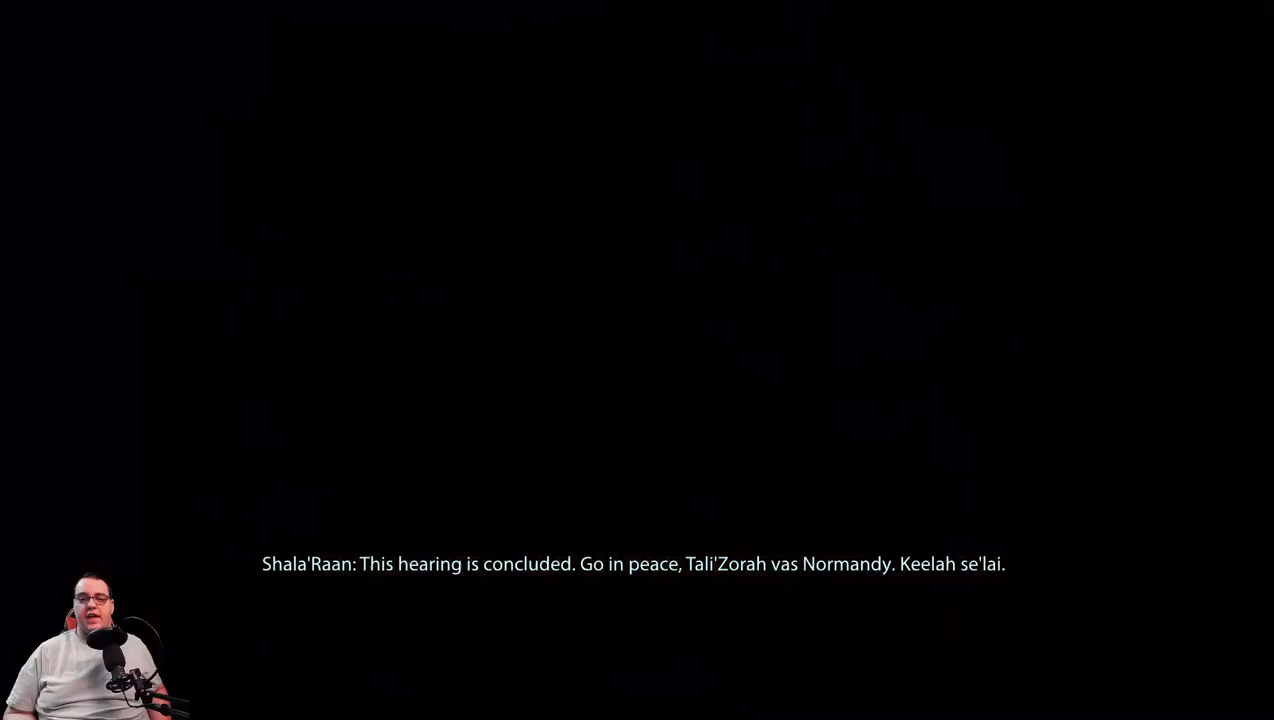 Shala'Raan: This hearing is concluded. Go in peace, Tali'Zorah vas Normandy. Keelah se'lai.